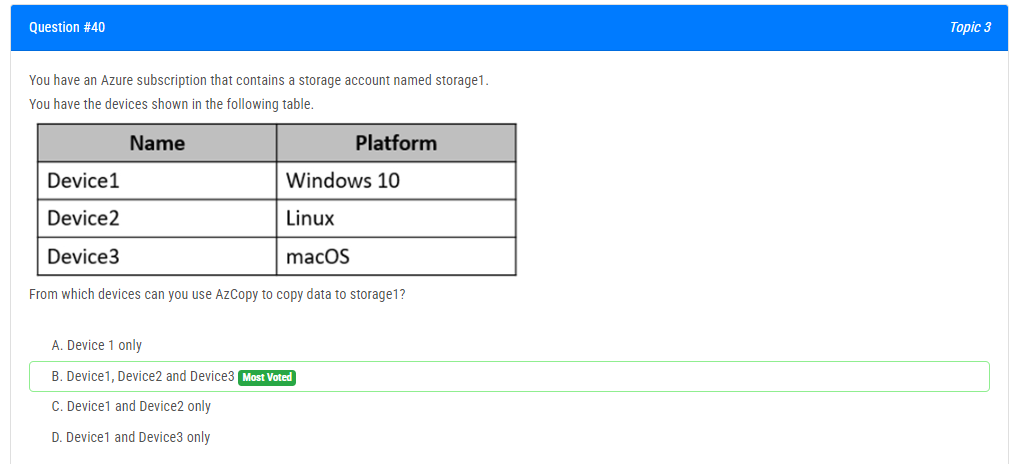 Question #40 Topic 3
You have an Azure subscription that contains a storage account named storage1.
You have the devices shown in the following table.
Name Platform
Device1 Windows 10
Device2 Linux
Device3 macOS
From which devices can you use AzCopy to copy data to storage1?
A. Device 1 only
B. Device1, Device2 and Device3 Most Voted
C. Device1 and Device2 only
D. Device1 and Device3 only